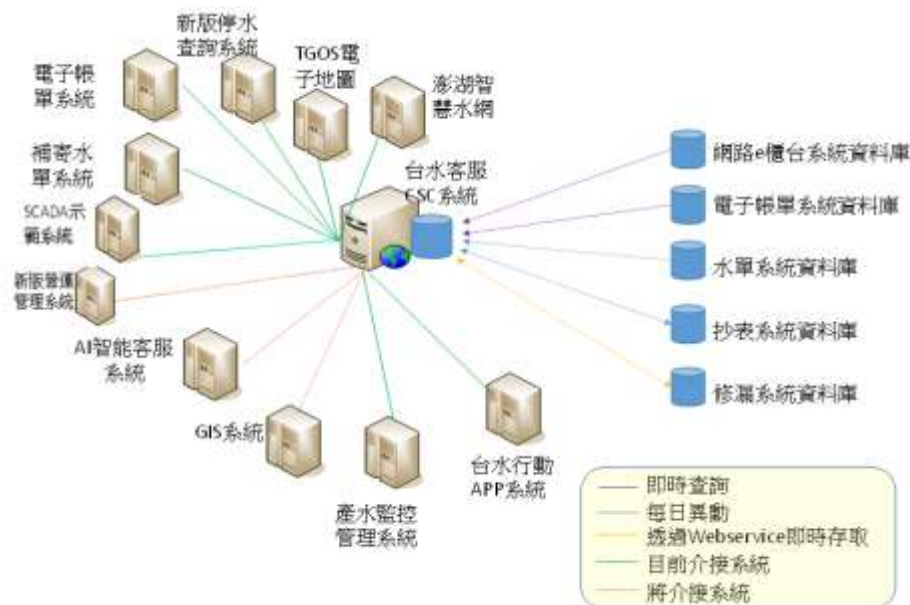 新版停水
查詢系統
TGOS電
子地圖
澎湖智
慧水網
電子帳
單系統
補寄水
單系統
SCADA示
範系統
新版營運
管理系統
AI智能客服
系統
GIS系統
產水監控
管理系統
台水行動
APP系統
台水客服
CSC系統
網路e櫃台系統資料庫
電子帳單系統資料庫
水單系統資料庫
抄表系統資料庫
修漏系統資料庫
即時查詢
每日異動
透過Webservice即時存取
目前介接系統
將介接系統